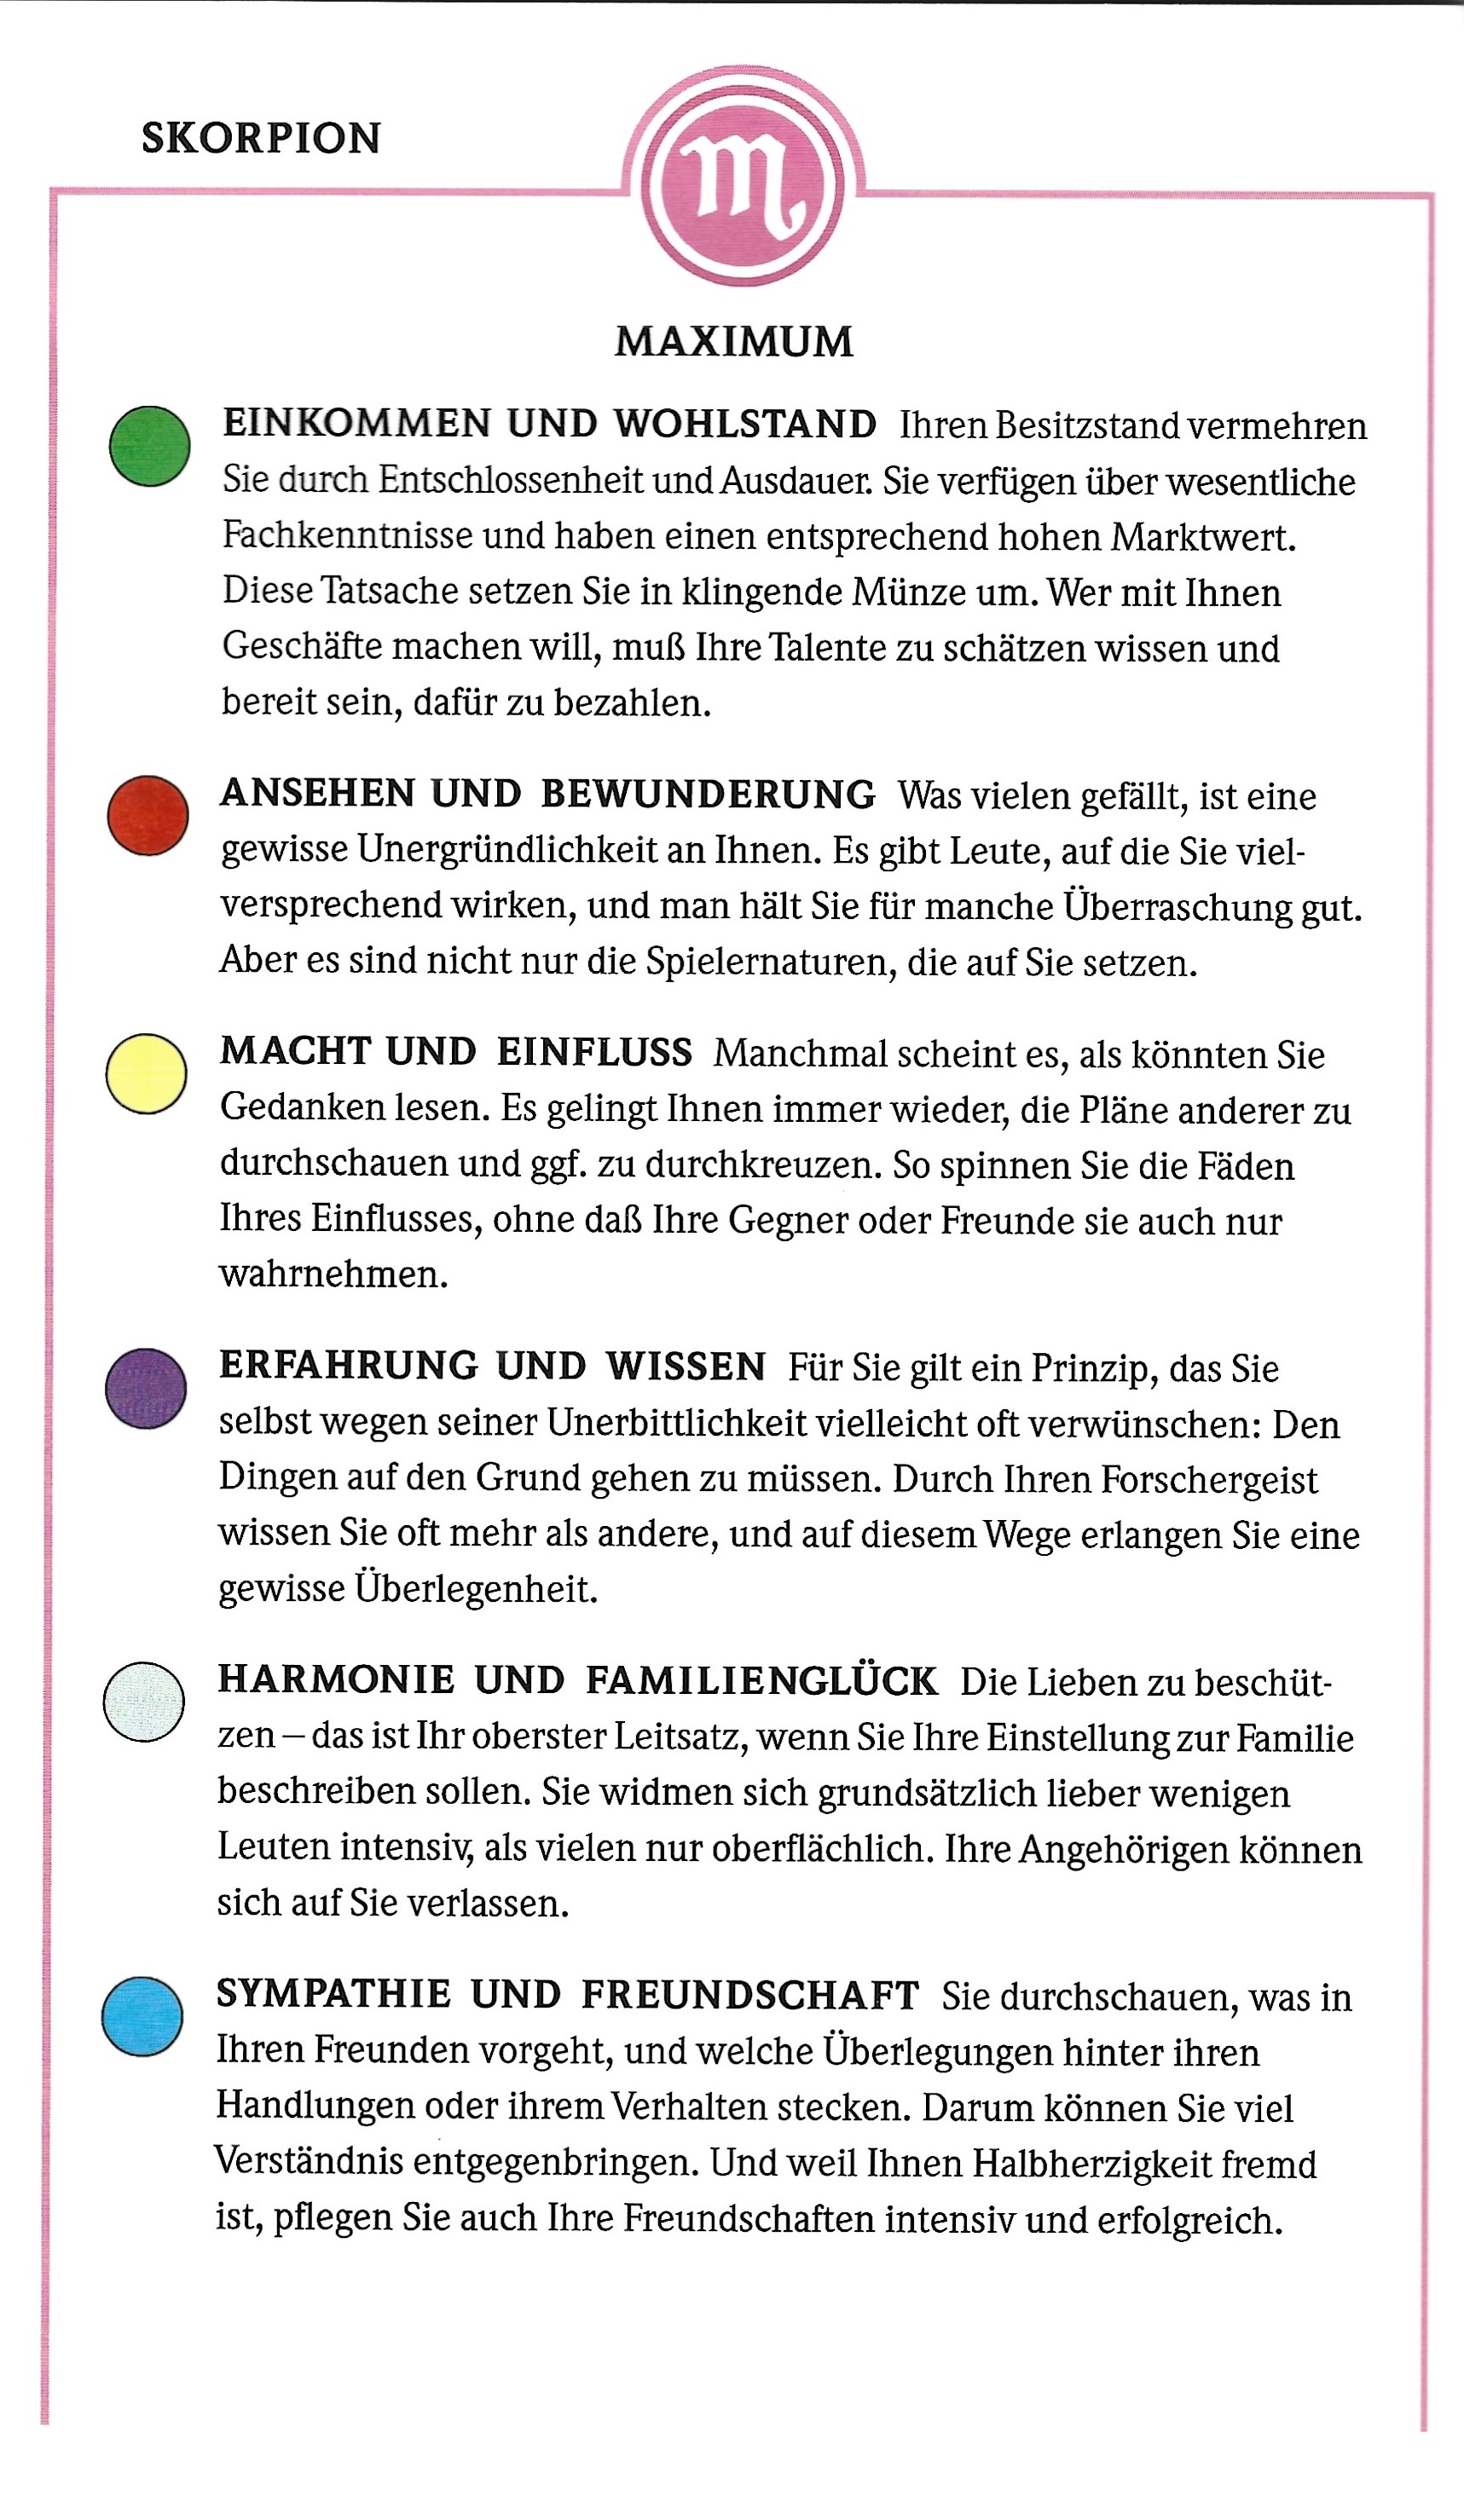 SKORPION
MAXIMUM
EINKOMMEN UND WOHLSTAND Ihren Besitzstand vermehren
Sie durch Entschlossenheit und Ausdauer. Sie verfügen über wesentliche
Fachkenntnisse und haben einen entsprechend hohen Marktwert.
Diese Tatsache setzen Sie in klingende Münze um. Wer mit Ihnen
Geschäfte machen will, muß Ihre Talente zu schätzen wissen und
bereit sein, dafür zu bezahlen.
ANSEHEN UND BEWUNDERUNG Was vielen gefällt, ist eine
gewisse Unergründlichkeit an Ihnen. Es gibt Leute, auf die Sie viel-
versprechend wirken, und man hält Sie für manche Überraschung gut.
Aber es sind nicht nur die Spielernaturen, die auf Sie setzen.
MACHT UND EINFLUSS Manchmal scheint es, als könnten Sie
Gedanken lesen. Es gelingt Ihnen immer wieder, die Pläne anderer zu
durchschauen und ggf. zu durchkreuzen. So spinnen Sie die Fäden
Ihres Einflusses, ohne daß Ihre Gegner oder Freunde sie auch nur
wahrnehmen.
ERFAHRUNG UND WISSEN Für Sie gilt ein Prinzip, das Sie
selbst wegen seiner Unerbittlichkeit vielleicht oft verwünschen: Den
Dingen auf den Grund gehen zu müssen. Durch Ihren Forschergeist
wissen Sie oft mehr als andere, und auf diesem Wege erlangen Sie eine
gewisse Überlegenheit.
HARMONIE UND FAMILIENGLÜCK Die Lieben zu beschüt-
zen – das ist Ihr oberster Leitsatz, wenn Sie Ihre Einstellung zur Familie
beschreiben sollen. Sie widmen sich grundsätzlich lieber wenigen
Leuten intensiv, als vielen nur oberflächlich. Ihre Angehörigen können
sich auf Sie verlassen.
SYMPATHIE UND FREUNDSCHAFT Sie durchschauen, was in
Ihren Freunden vorgeht, und welche Überlegungen hinter ihren
Handlungen oder ihrem Verhalten stecken. Darum können Sie viel
Verständnis entgegenbringen. Und weil Ihnen Halbherzigkeit fremd
ist, pflegen Sie auch Ihre Freundschaften intensiv und erfolgreich.